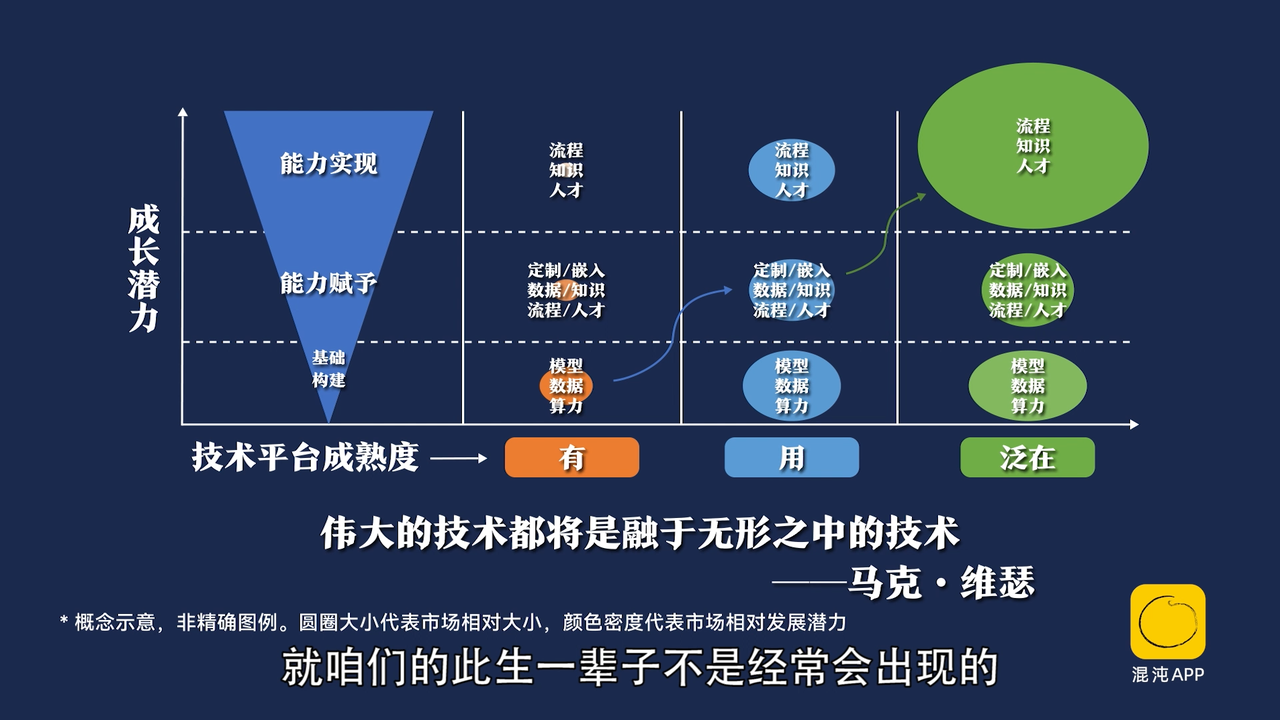 成长潜力
能力实现
能力赋予
基础
构建
流程
知识
人才
定制/嵌入
数据/知识
流程/人才
模型
数据
算力
流程
知识
人才
定制/嵌入
数据/知识
流程/人才
模型
数据
算力
流程
知识
人才
定制/嵌入
数据/知识
流程/人才
模型
数据
算力
技术平台成熟度
有
用
泛在
伟大的技术都将是融于无形之中的技术
——马克·维瑟
* 概念示意，非精确图例。圆圈大小代表市场相对大小，颜色密度代表市场相对发展潜力
就咱们的此生一辈子不是经常会出现的
混沌APP